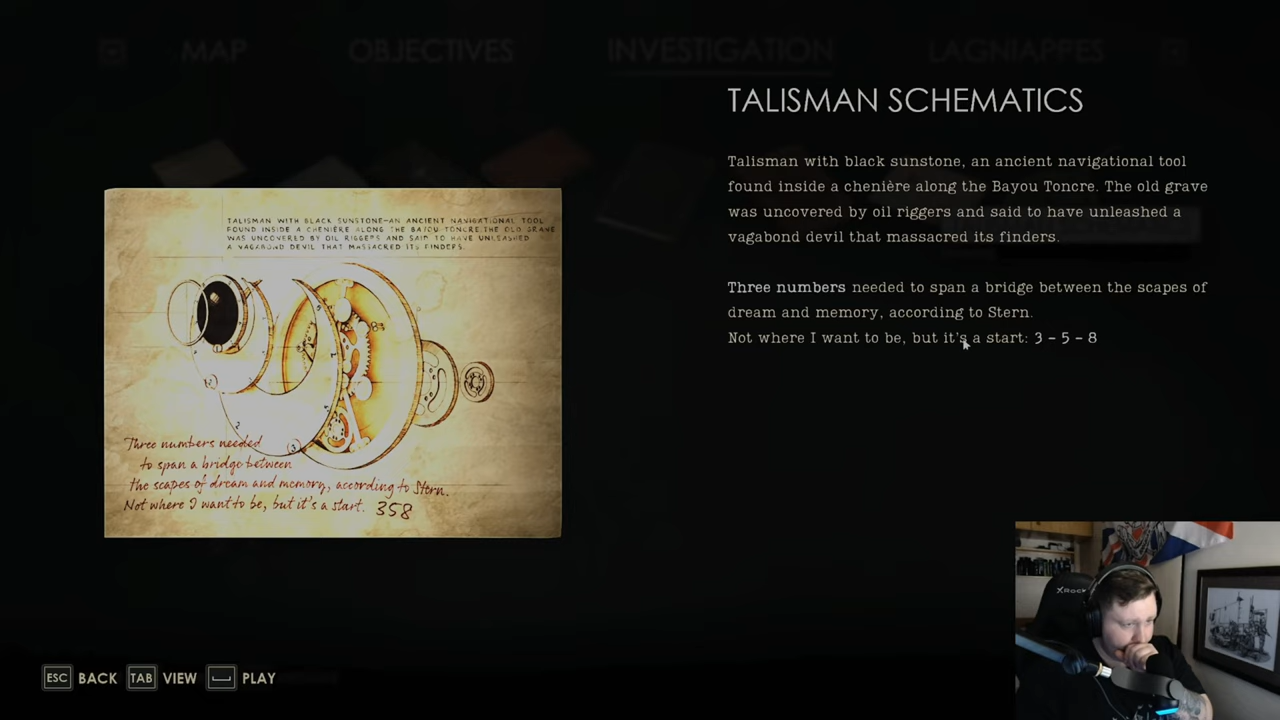 MAP OBJECTIVES INVESTIGATION LAGNIAPPES
TALISMAN SCHEMATICS
Talisman with black sunstone, an ancient navigational tool
found inside a chenière along the Bayou Toncre. The old grave
was uncovered by oil riggers and said to have unleashed a
vagabond devil that massacred its finders.
Three numbers needed to span a bridge between the scapes of
dream and memory, according to Stern.
Not where I want to be, but it's a start: 3 - 5 - 8
TALISMAN WITH BLACK SUNSTONE-AN ANCIENT NAVIGATIONAL TOOL
FOUND INSIDE A CHENIÈRE ALONG THE BAYOU TONCRE. THE OLD GRAVE
WAS UNCOVERED BY OIL RIGGERS AND SAID TO HAVE UNLEASHED
A VAGABOND DEVIL THAT MASSACRED ITS FINDERS.
Three numbers needed
to span a bridge between
the scapes of dream and memory, according to Stern.
Not where I want to be, but it's a start. 358
ESC BACK TAB VIEW PLAY